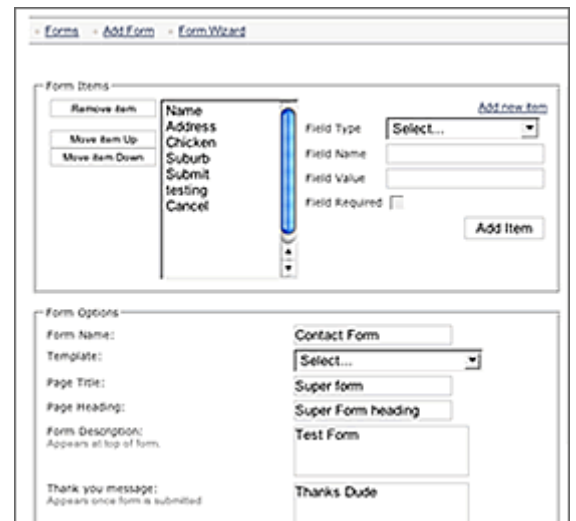 Forms Add Form Form Wizard
Form Items
Remove item
Move item Up
Move item Down
Name
Address
Chicken
Suburb
Submit
testing
Cancel
Add new item
Field Type Select...
Field Name
Field Value
Field Required
Add Item
Form Options
Form Name: Contact Form
Template: Select...
Page Title: Super form
Page Heading: Super Form heading
Form Description: Test Form
Appears at top of form.
Thank you message: Thanks Dude
Appears once form is submitted